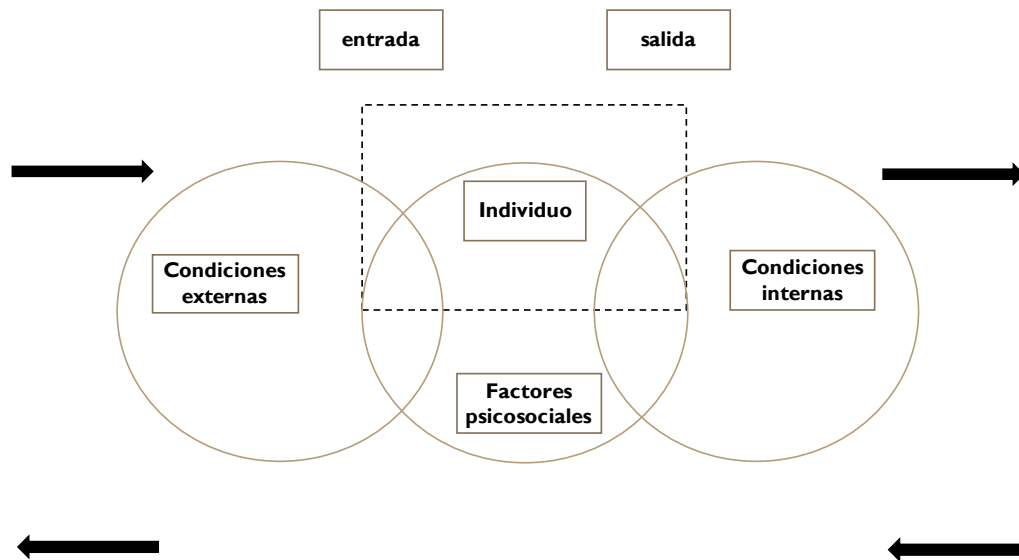 entrada
salida
Individuo
Condiciones
externas
Condiciones
internas
Factores
psicosociales